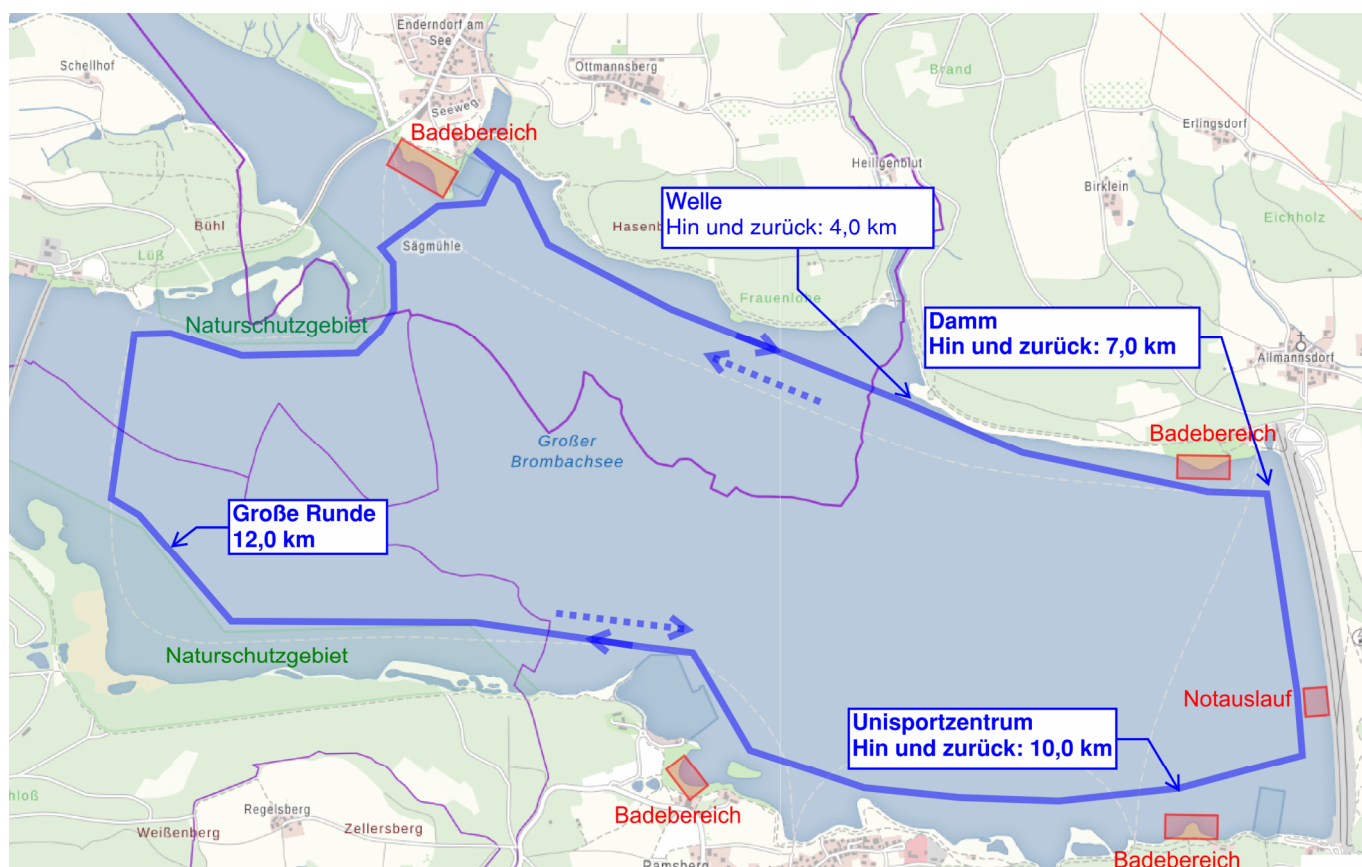 Enderndorf am
See
Schellhof
Ottmannsberg
Brand
Seeweg
Badebereich
Erlingsdorf
Heiligenblut
Birklein
Welle
Hin und zurück: 4,0 km
Eichholz
Bühl
Hasenb
Sägmühle
Lüß
Frauenlohe
Naturschutzgebiet
Damm
Hin und zurück: 7,0 km
Allmannsdorf
Badebereich
Großer
Brombachsee
Große Runde
12,0 km
Naturschutzgebiet
Notauslauf
Unisportzentrum
Hin und zurück: 10,0 km
hloß
Regelsberg
Weißenberg
Zellersberg
Badebereich
Ramsberg
Badebereich